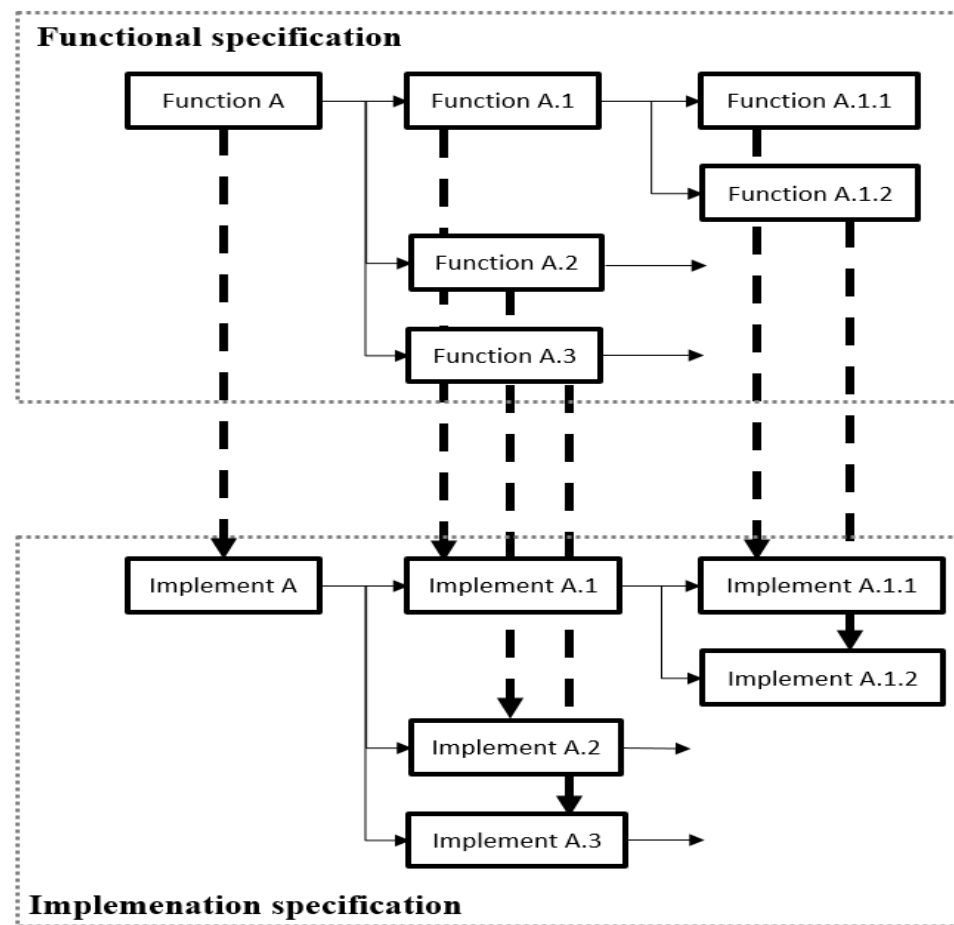 Functional specification
Function A
Function A.1
Function A.1.1
Function A.1.2
Function A.2
Function A.3
Implement A
Implement A.1
Implement A.1.1
Implement A.1.2
Implement A.2
Implement A.3
Implemenation specification